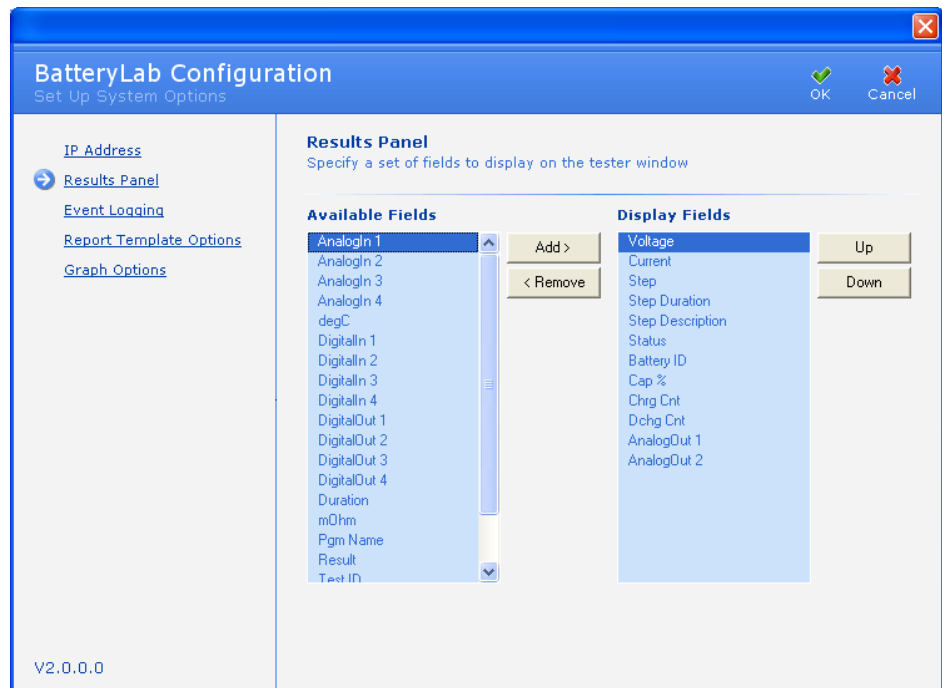 BatteryLab Configuration
Set Up System Options
OK
Cancel
IP Address
Results Panel
Event Logging
Report Template Options
Graph Options
V2.0.0.0
Results Panel
Specify a set of fields to display on the tester window
Available Fields
AnalogIn 1
AnalogIn 2
AnalogIn 3
AnalogIn 4
degC
DigitalIn 1
DigitalIn 2
DigitalIn 3
DigitalIn 4
DigitalOut 1
DigitalOut 2
DigitalOut 3
DigitalOut 4
Duration
mOhm
Pgm Name
Result
Test ID
Add >
< Remove
Display Fields
Voltage
Current
Step
Step Duration
Step Description
Status
Battery ID
Cap %
Chrg Cnt
Dchg Cnt
AnalogOut 1
AnalogOut 2
Up
Down